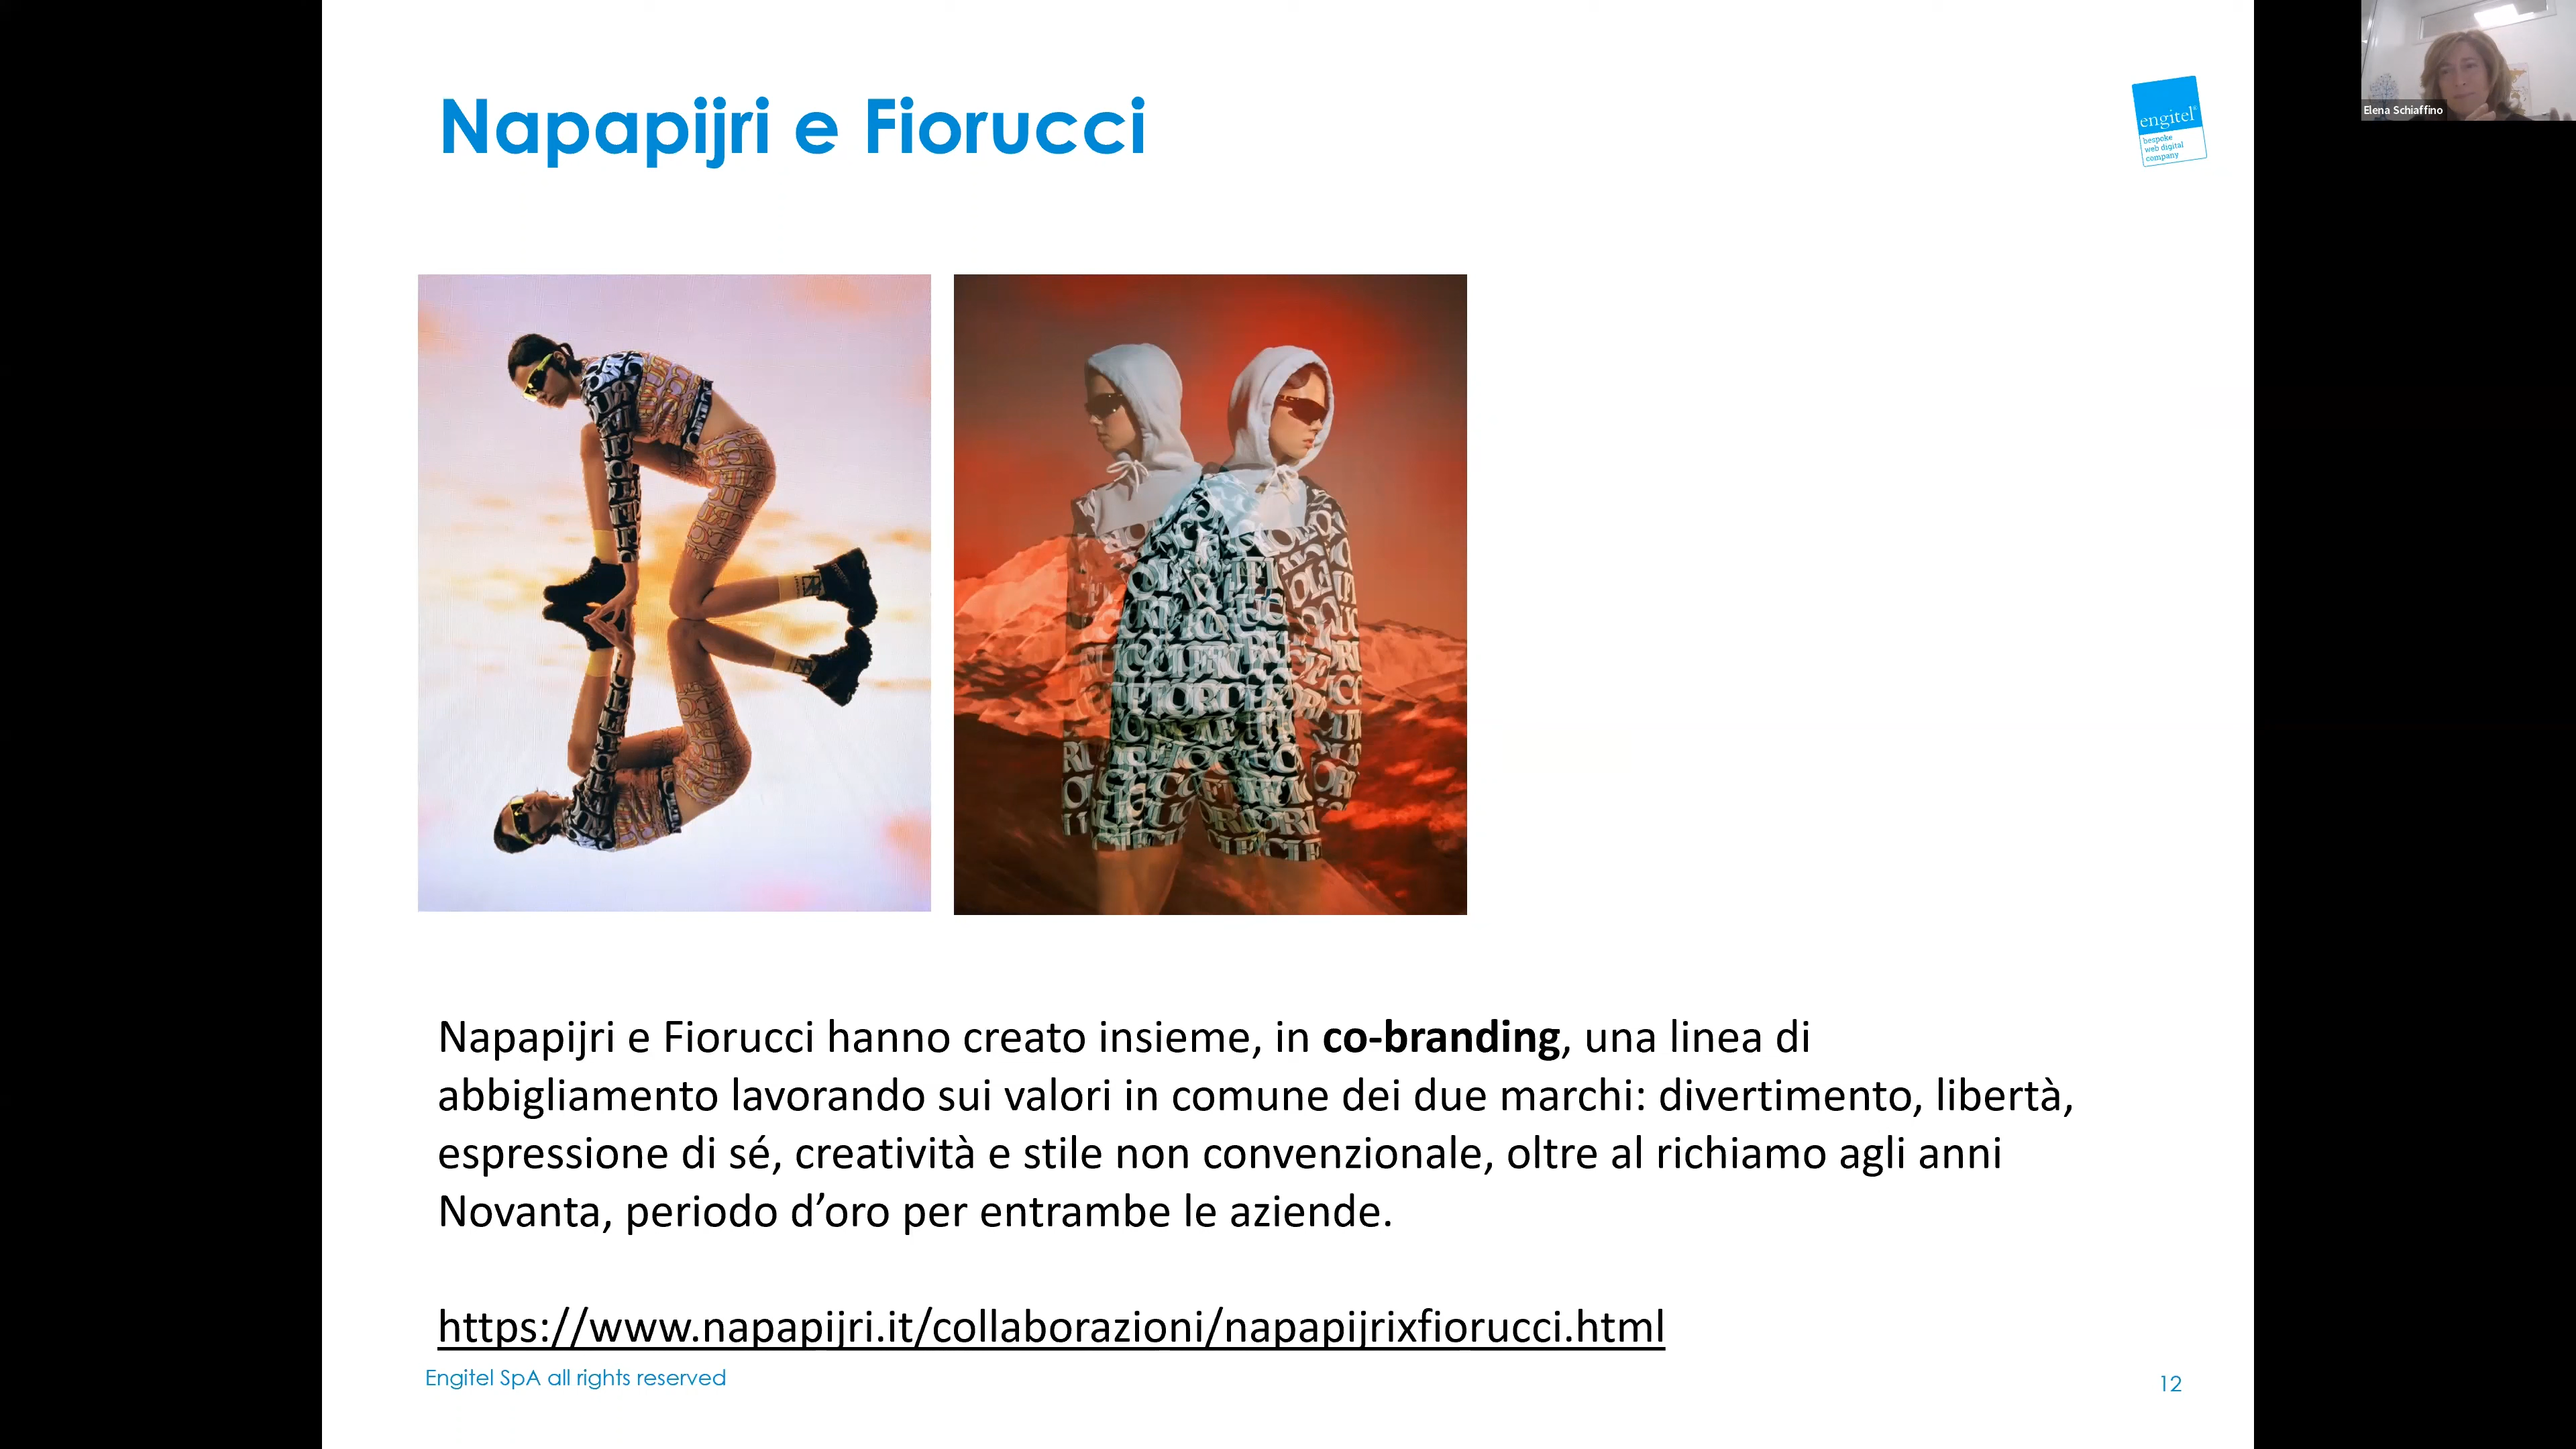 Napapijri e Fiorucci
engitel
bespoke
web digital
company
Elena Schiaffino
Napapijri e Fiorucci hanno creato insieme, in co-branding, una linea di
abbigliamento lavorando sui valori in comune dei due marchi: divertimento, libertà,
espressione di sé, creatività e stile non convenzionale, oltre al richiamo agli anni
Novanta, periodo d’oro per entrambe le aziende.
https://www.napapijri.it/collaborazioni/napapijrixfiorucci.html
Engitel SpA all rights reserved
12